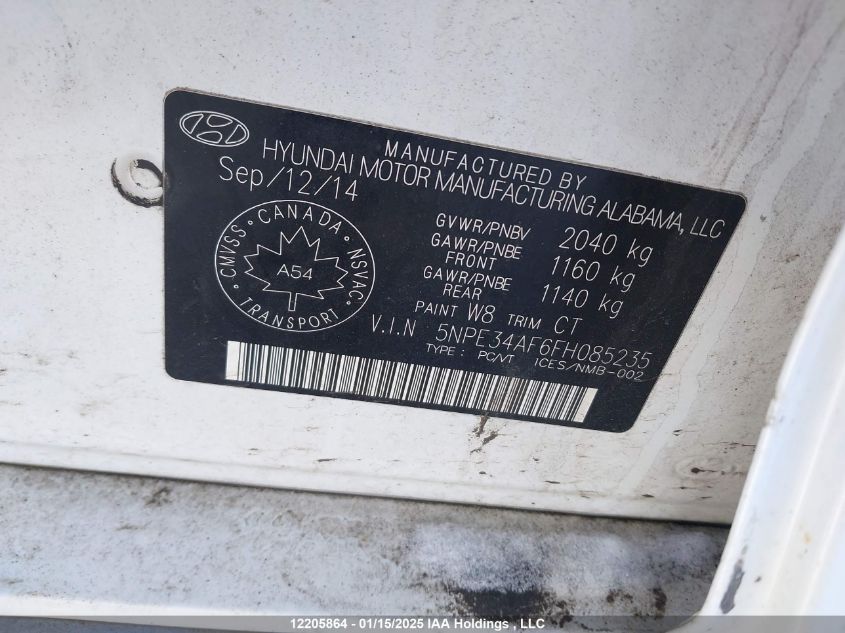 MANUFACTURED BY
HYUNDAI MOTOR MANUFACTURING ALABAMA, LLC
Sep/12/14
GVWR/PNBV 2040 kg
GAWR/PNBE FRONT 1160 kg
GAWR/PNBE REAR 1140 kg
PAINT W8 TRIM CT
V.I.N 5NPE34AF6FH085235
TYPE : PC/VT ICES/NMB-002
CANADA • NSVAC • TRANSPORT • CMVSS •
A54
12205864 - 01/15/2025 IAA Holdings , LLC